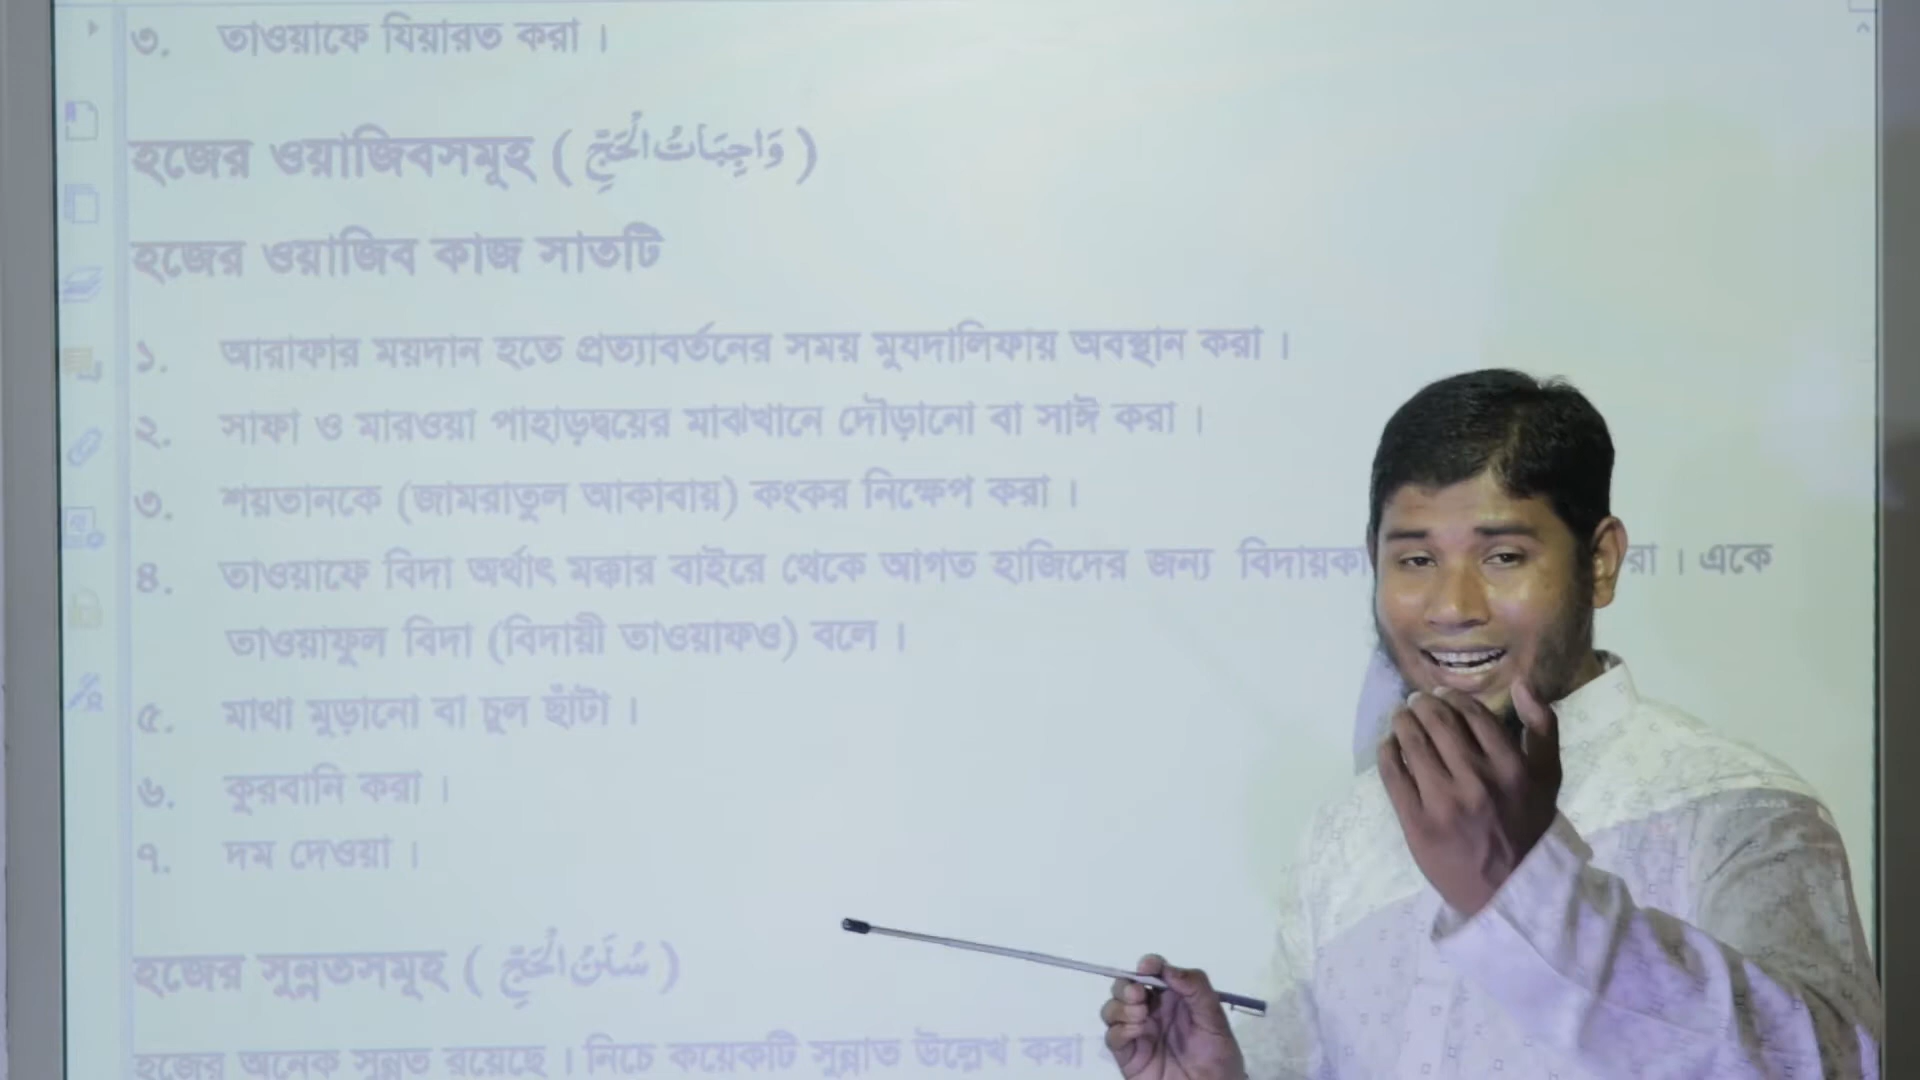 ৩. তাওয়াফে যিয়ারত করা ।
হজের ওয়াজিবসমূহ ( وَاجِبَاتُ الْحَجِّ )
হজের ওয়াজিব কাজ সাতটি
১. আরাফার ময়দান হতে প্রত্যাবর্তনের সময় মুযদালিফায় অবস্থান করা ।
২. সাফা ও মারওয়া পাহাড়দ্বয়ের মাঝখানে দৌড়ানো বা সাঈ করা ।
৩. শয়তানকে (জামরাতুল আকাবায়) কংকর নিক্ষেপ করা ।
৪. তাওয়াফে বিদা অর্থাৎ মক্কার বাইরে থেকে আগত হাজিদের জন্য । একে
তাওয়াফুল বিদা (বিদায়ী তাওয়াফও) বলে ।
৫. মাথা মুড়ানো বা চুল ছাঁটা ।
৬. কুরবানি করা ।
৭. দম দেওয়া ।
হজের সুন্নতসমূহ ( سُنَنُ الْحَجِّ )
হজের অনেক সুন্নত রয়েছে । নিচে কয়েকটি সুন্নাত উল্লেখ করা